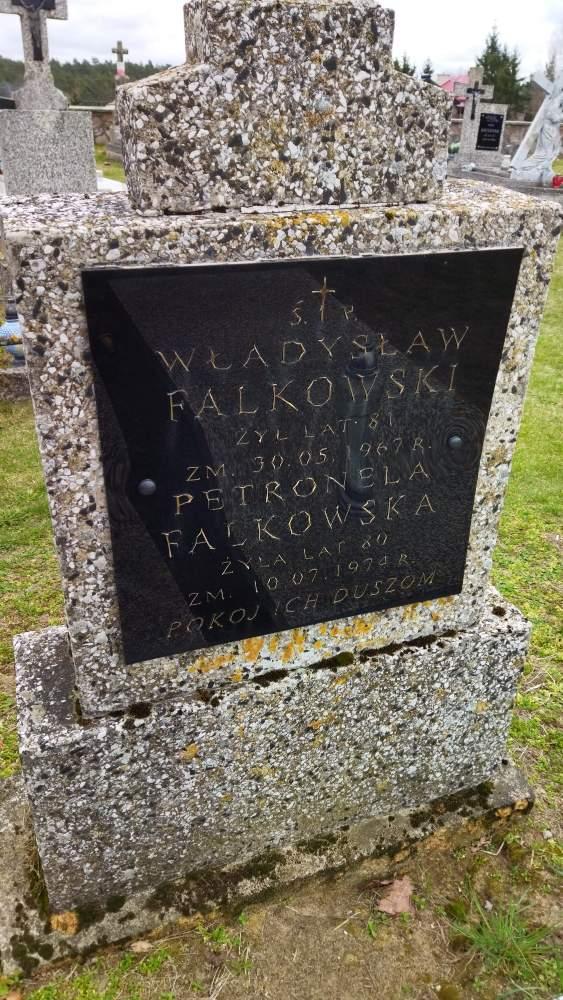 Ś. P.
WŁADYSŁAW
FALKOWSKI
ŻYŁ LAT 81
ZM. 30.05.1967 R.
PETRONELA
FALKOWSKA
ŻYŁA LAT 80
ZM. 10.07.1974 R.
POKÓJ ICH DUSZOM